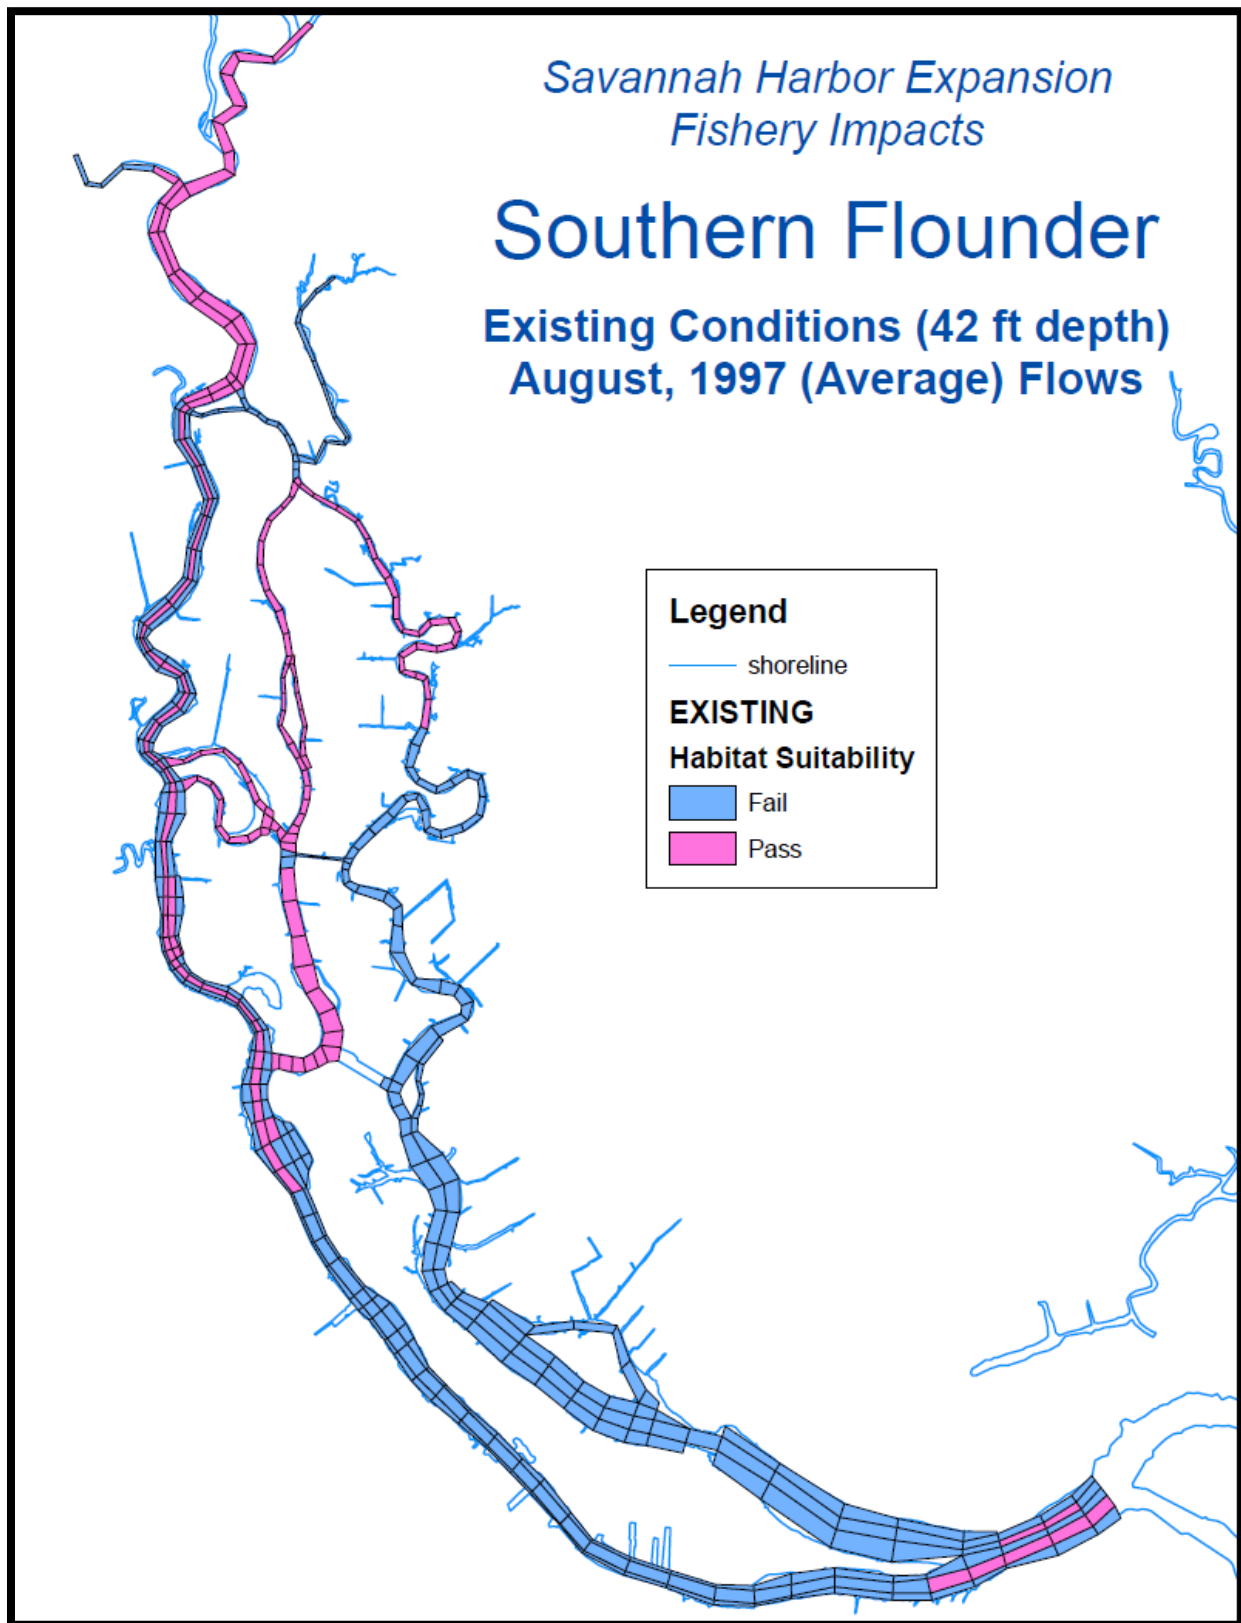 Savannah Harbor Expansion
Fishery Impacts
Southern Flounder
Existing Conditions (42 ft depth)
August, 1997 (Average) Flows
Legend
shoreline
EXISTING
Habitat Suitability
Fail
Pass